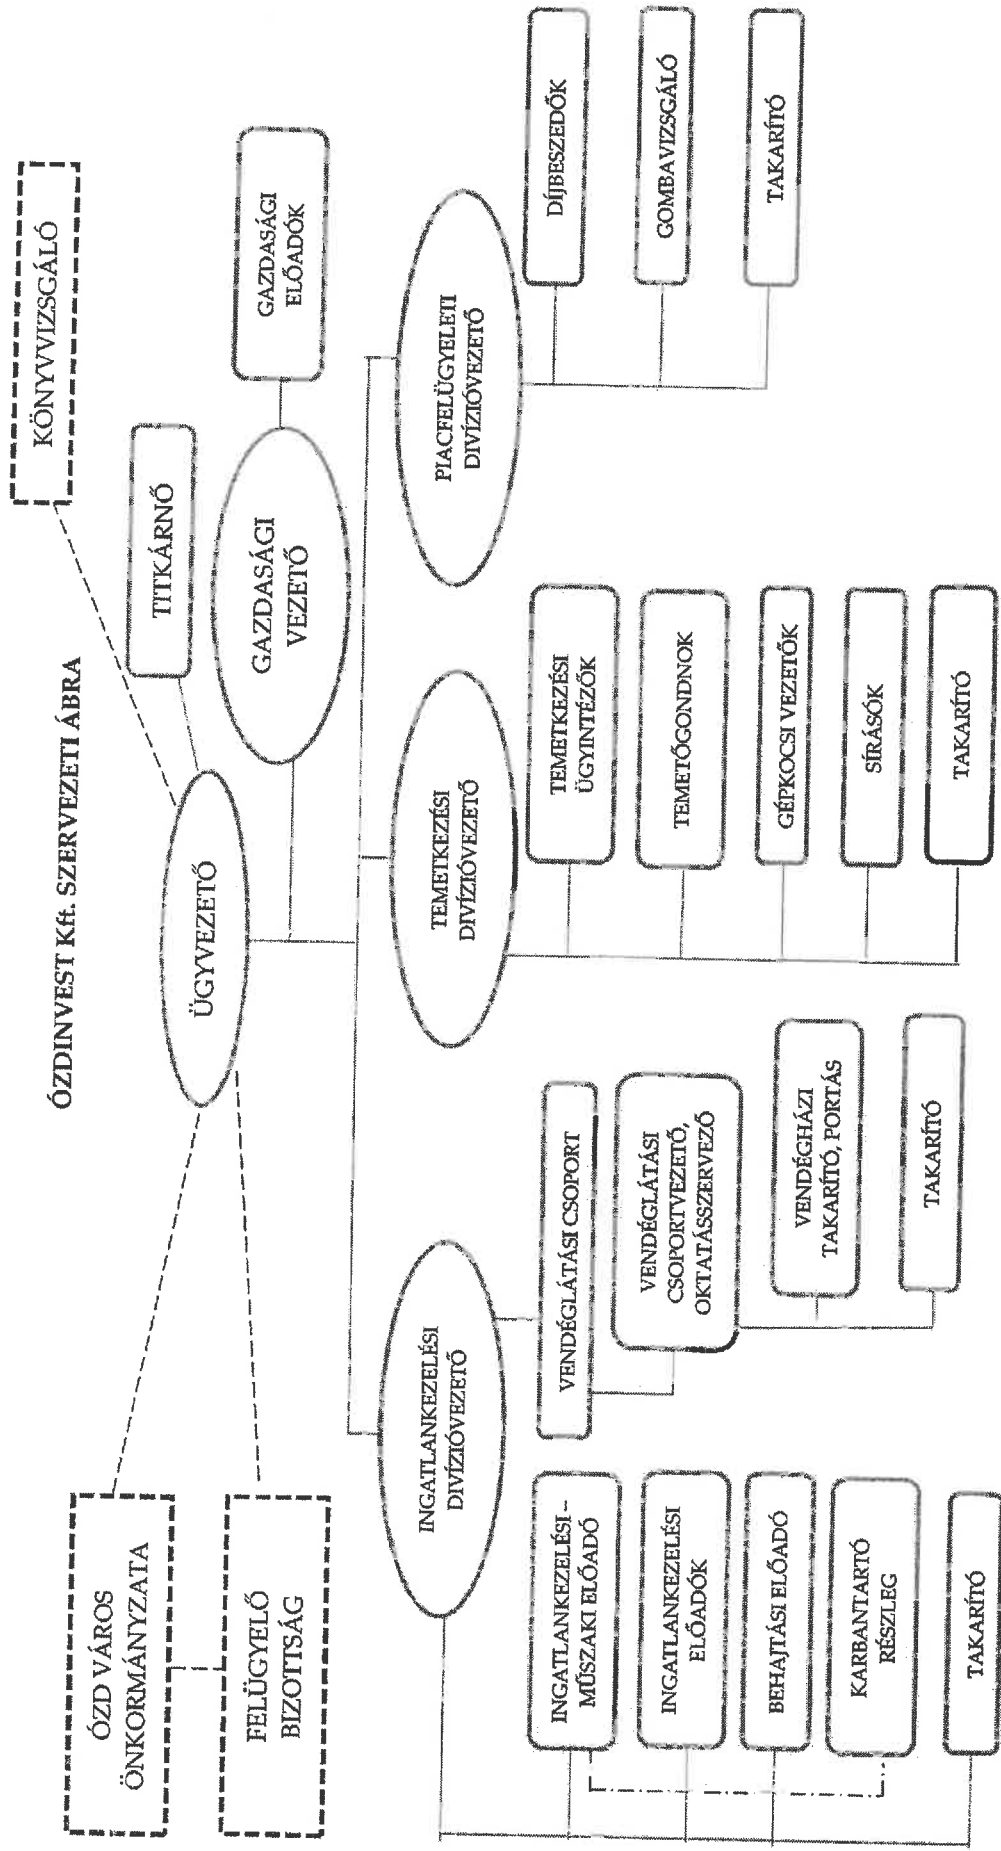 ÓZDINVEST Kft. SZERVEZETI ÁBRA
ÓZD VÁROS
ÖNKORMÁNYZATA
FELÜGYELŐ
BIZOTTSÁG
KÖNYVVIZSGÁLÓ
ÜGYVEZETŐ
TITKÁRNŐ
GAZDASÁGI
VEZETŐ
GAZDASÁGI
ELŐADÓK
INGATLANKEZELÉSI
DIVÍZIÓVEZETŐ
INGATLANKEZELÉSI –
MŰSZAKI ELŐADÓ
INGATLANKEZELÉSI
ELŐADÓK
BEHAJTÁSI ELŐADÓ
KARBANTARTÓ
RÉSZLEG
TAKARÍTÓ
VENDÉGLÁTÁSI CSOPORT
VENDÉGLÁTÁSI
CSOPORTVEZETŐ,
OKTATÁSSZERVEZŐ
VENDÉGHÁZI
TAKARÍTÓ, PORTÁS
TAKARÍTÓ
TEMETKEZÉSI
DIVÍZIÓVEZETŐ
TEMETKEZÉSI
ÜGYINTÉZŐK
TEMETŐGONDNOK
GÉPKOCSI VEZETŐK
SÍRÁSÓK
TAKARÍTÓ
PIACFELÜGYELETI
DIVÍZIÓVEZETŐ
DÍJBESZEDŐK
GOMBAVIZSGÁLÓ
TAKARÍTÓ